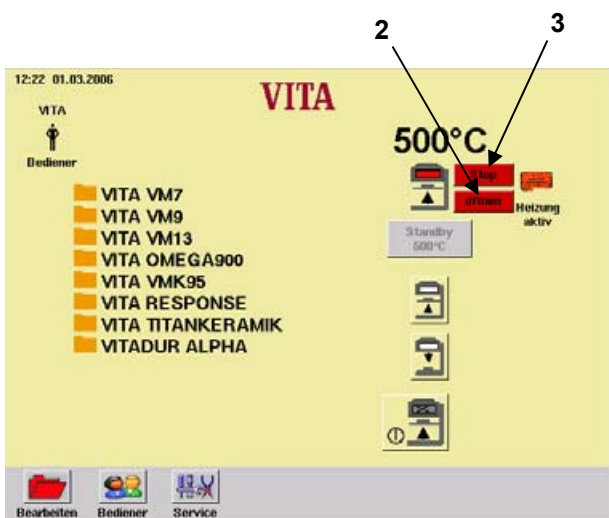 2
3
12:22 01.03.2006
VITA
VITA
Bediener
500°C
Stop
öffnen
Heizung
aktiv
Standby
500°C
VITA VM7
VITA VM9
VITA VM13
VITA OMEGA900
VITA VMK95
VITA RESPONSE
VITA TITANKERAMIK
VITADUR ALPHA
Bearbeiten
Bediener
Service